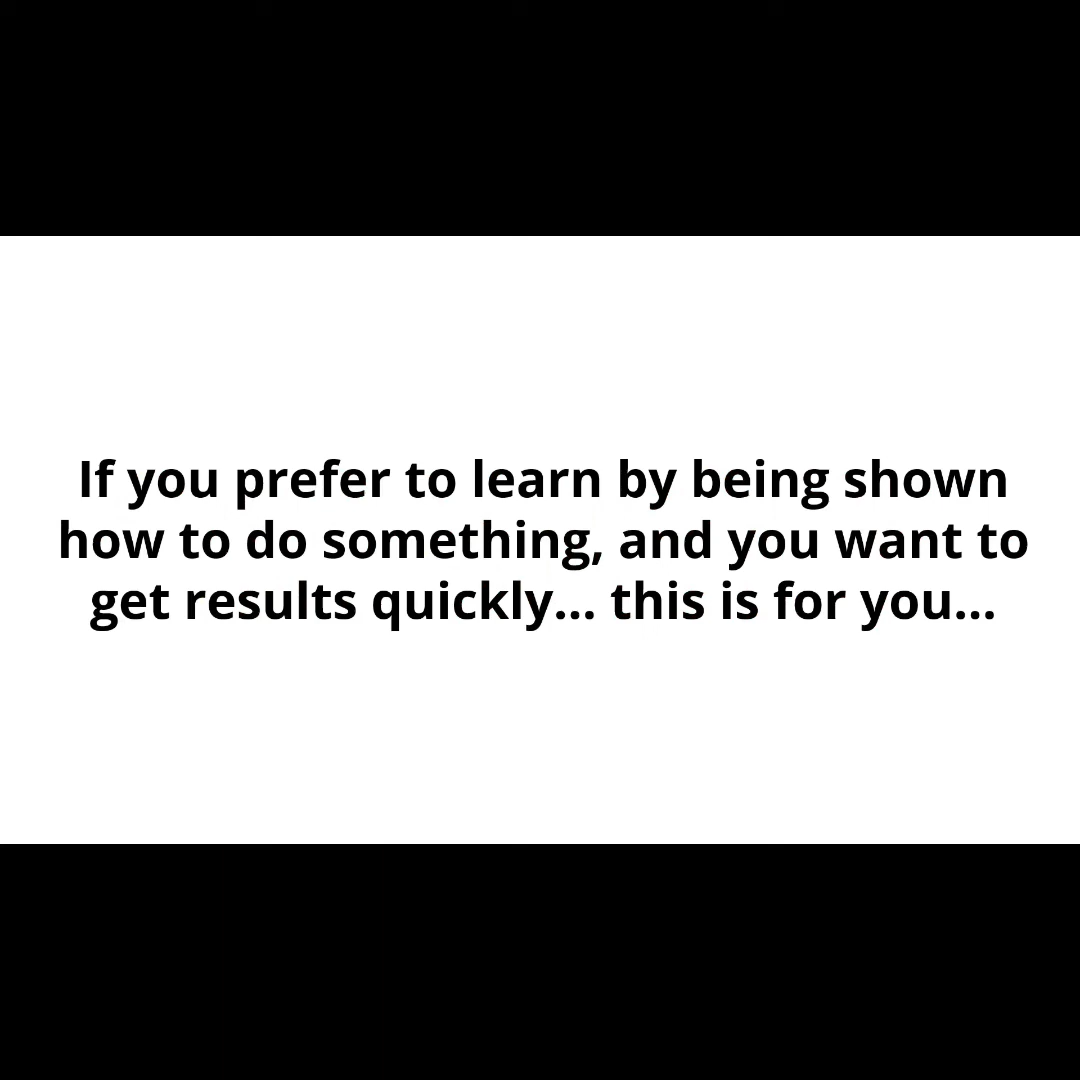 If you prefer to learn by being shown
how to do something, and you want to
get results quickly... this is for you...